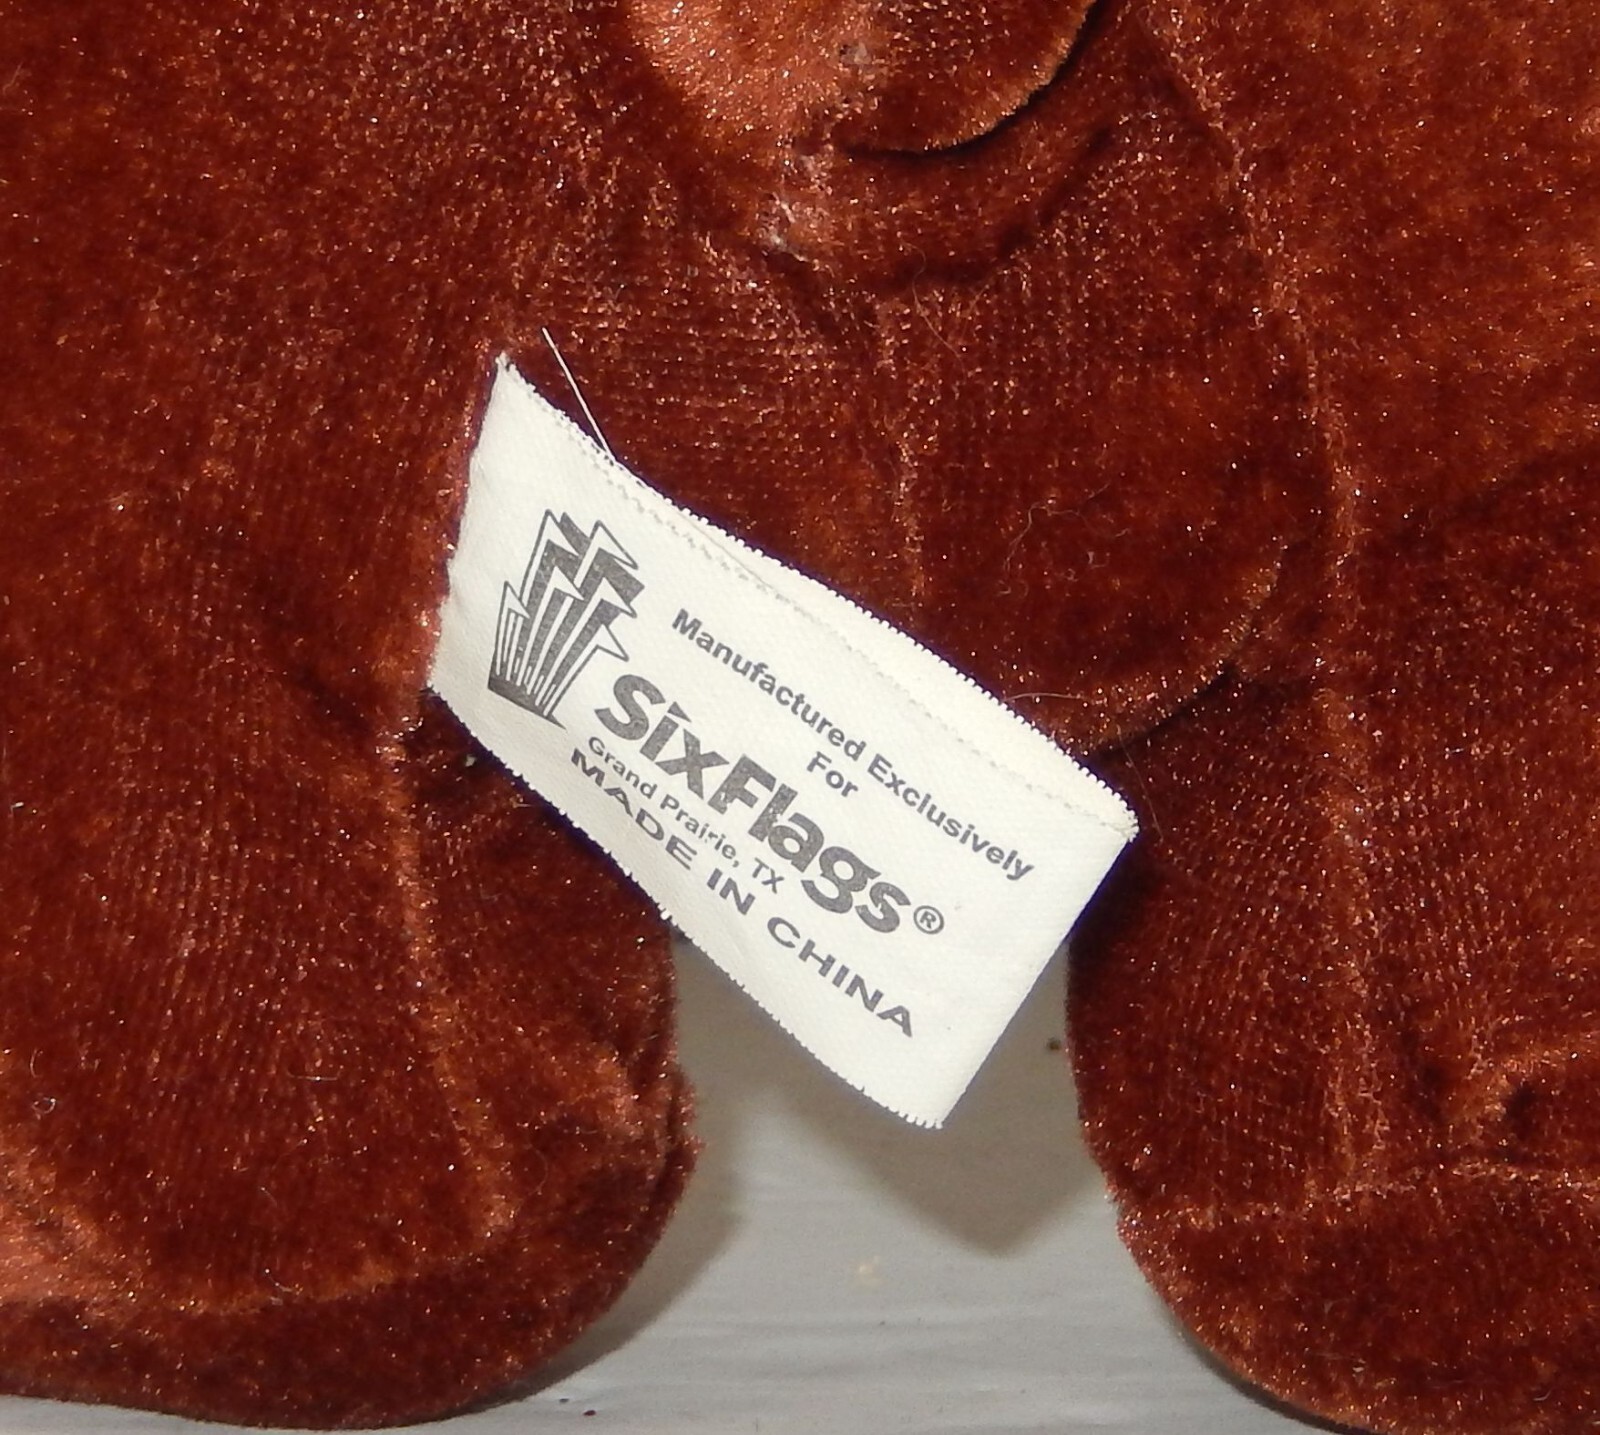 Manufactured Exclusively
For
SixFlags®
Grand Prairie, TX
MADE IN CHINA